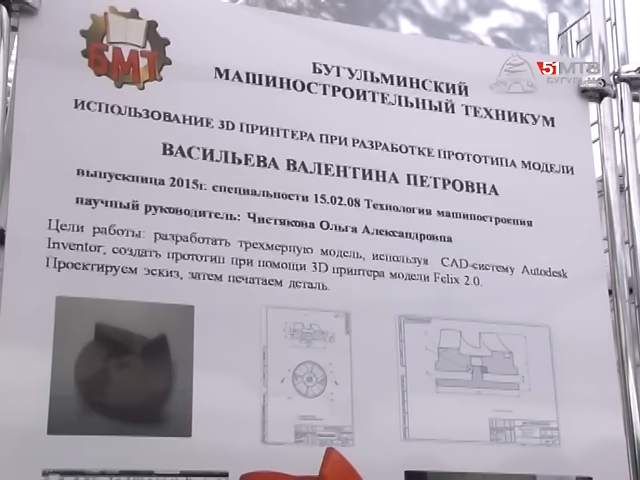 БМТ
БУГУЛЬМИНСКИЙ
МАШИНОСТРОИТЕЛЬНЫЙ ТЕХНИКУМ
ИСПОЛЬЗОВАНИЕ 3D ПРИНТЕРА ПРИ РАЗРАБОТКЕ ПРОТОТИПА МОДЕЛИ
ВАСИЛЬЕВА ВАЛЕНТИНА ПЕТРОВНА
выпускница 2015г. специальности 15.02.08 Технология машиностроения
научный руководитель: Чистякова Ольга Александровна
Цели работы: разработать трехмерную модель, используя CAD-систему Autodesk
Inventor, создать прототип при помощи 3D принтера модели Felix 2.0.
Проектируем эскиз, затем печатаем деталь.